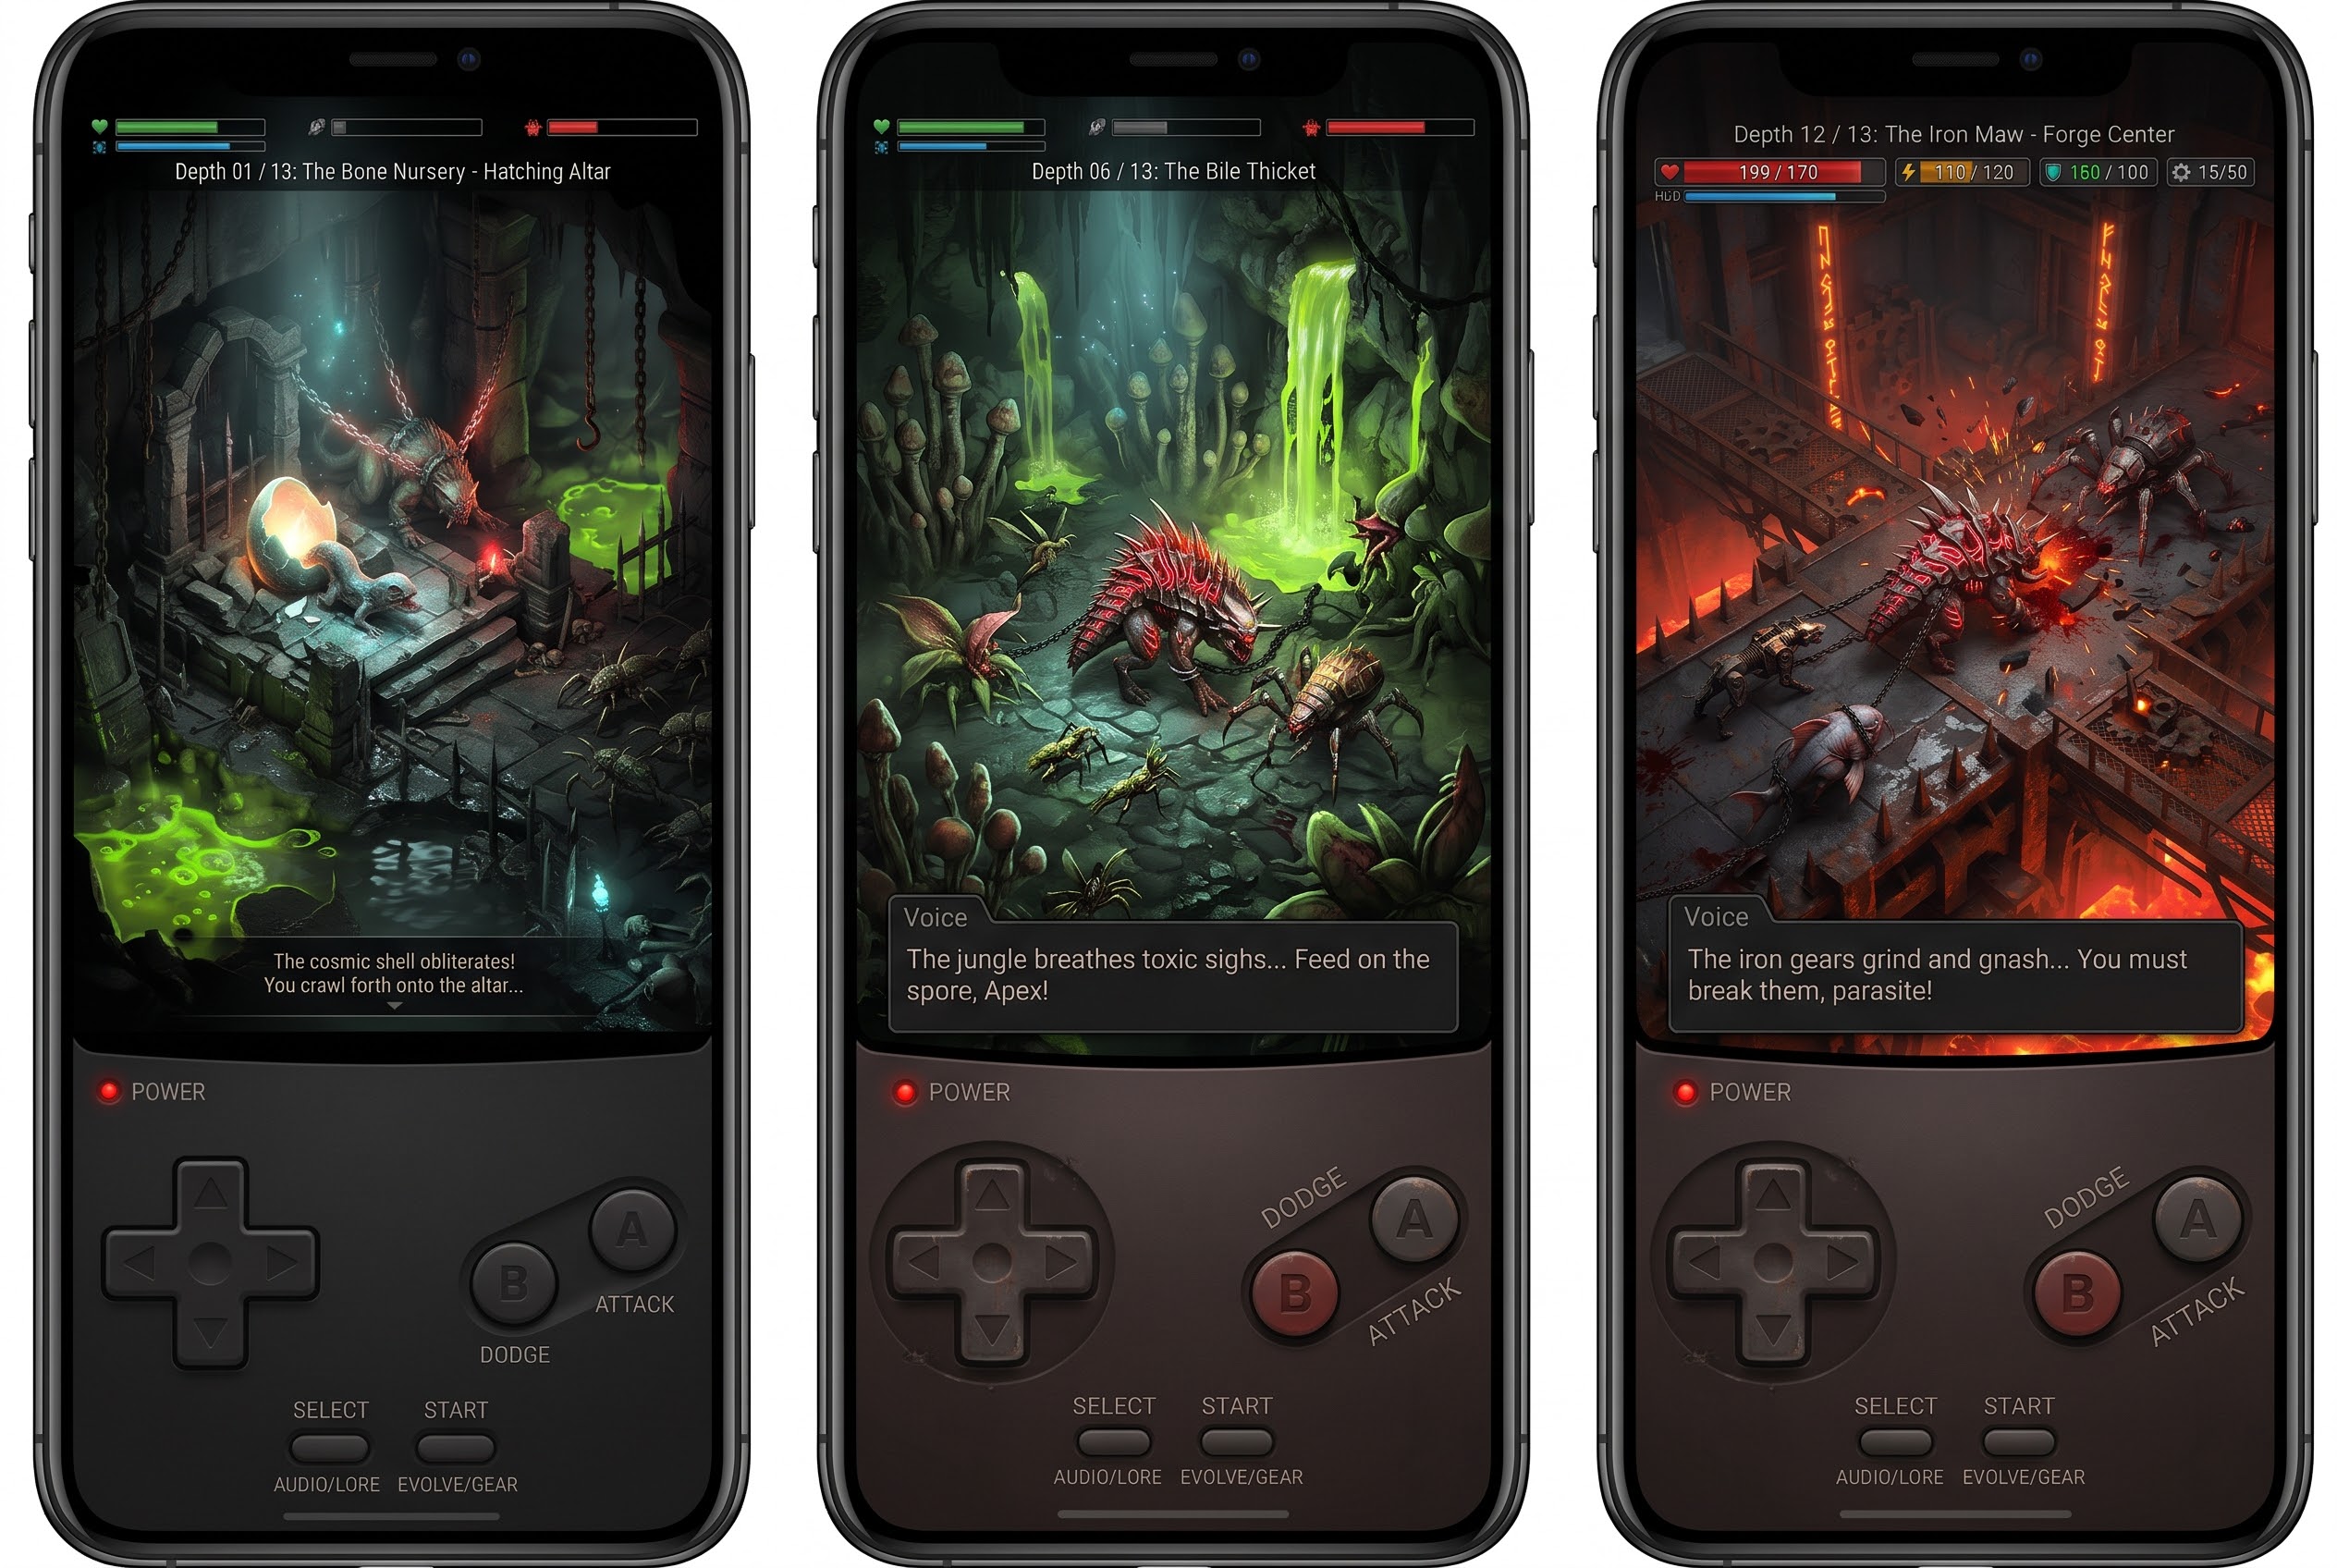 Depth 01 / 13: The Bone Nursery - Hatching Altar
The cosmic shell obliterates!
You crawl forth onto the altar...
POWER
A
B
ATTACK
DODGE
SELECT START
AUDIO/LORE EVOLVE/GEAR
Depth 06 / 13: The Bile Thicket
Voice
The jungle breathes toxic sighs... Feed on the
spore, Apex!
POWER
DODGE
A
B
ATTACK
SELECT START
AUDIO/LORE EVOLVE/GEAR
Depth 12 / 13: The Iron Maw - Forge Center
199 / 170 110 / 120 160 / 100 15/50
Voice
The iron gears grind and gnash... You must
break them, parasite!
POWER
DODGE
A
B
ATTACK
SELECT START
AUDIO/LORE EVOLVE/GEAR